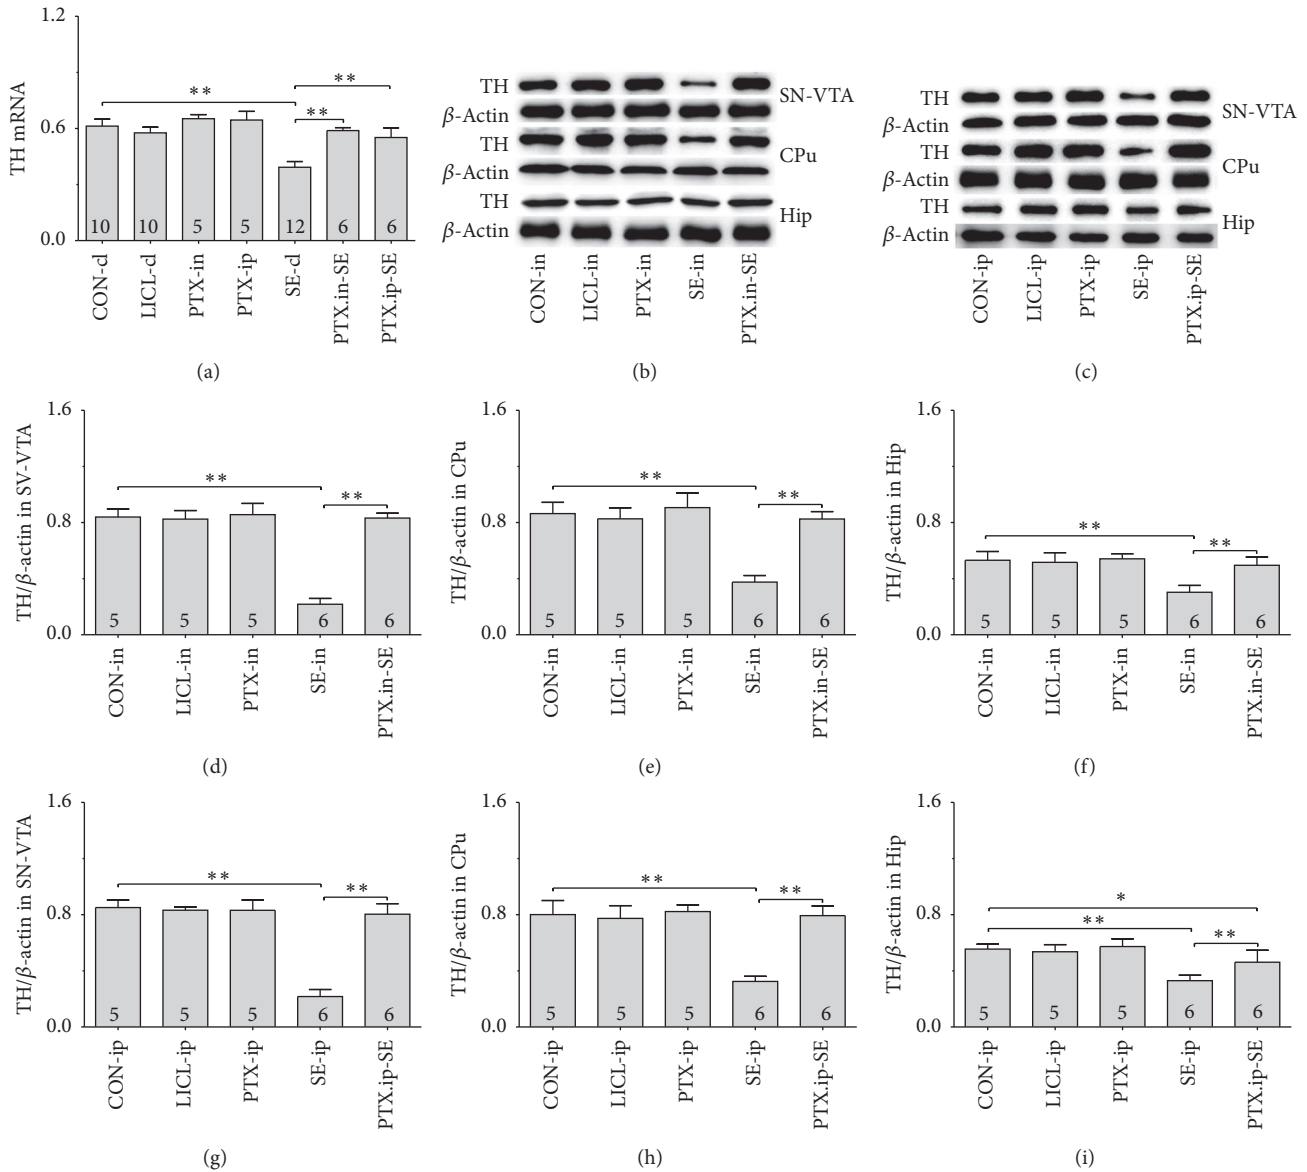 TH mRNA
1.2
0.6
0.0
**
**
**
10
10
5
5
12
6
6
CON-d
LICL-d
PTX-in
PTX-ip
SE-d
PTX.in-SE
PTX.ip-SE
(a)
TH
β-Actin
SN-VTA
TH
β-Actin
CPu
TH
β-Actin
Hip
CON-in
LICL-in
PTX-in
SE-in
PTX.in-SE
(b)
TH
β-Actin
SN-VTA
TH
β-Actin
CPu
TH
β-Actin
Hip
CON-ip
LICL-ip
PTX-ip
SE-ip
PTX.ip-SE
(c)
TH/β-actin in SV-VTA
1.6
0.8
0.0
**
**
5
5
5
6
6
CON-in
LICL-in
PTX-in
SE-in
PTX.in-SE
(d)
TH/β-actin in CPu
1.6
0.8
0.0
**
**
5
5
5
6
6
CON-in
LICL-in
PTX-in
SE-in
PTX.in-SE
(e)
TH/β-actin in Hip
1.6
0.8
0.0
**
**
5
5
5
6
6
CON-in
LICL-in
PTX-in
SE-in
PTX.in-SE
(f)
TH/β-actin in SN-VTA
1.6
0.8
0.0
**
**
5
5
5
6
6
CON-ip
LICL-ip
PTX-ip
SE-ip
PTX.ip-SE
(g)
TH/β-actin in CPu
1.6
0.8
0.0
**
**
5
5
5
6
6
CON-ip
LICL-ip
PTX-ip
SE-ip
PTX.ip-SE
(h)
TH/β-actin in Hip
1.6
0.8
0.0
*
**
**
5
5
5
6
6
CON-ip
LICL-ip
PTX-ip
SE-ip
PTX.ip-SE
(i)